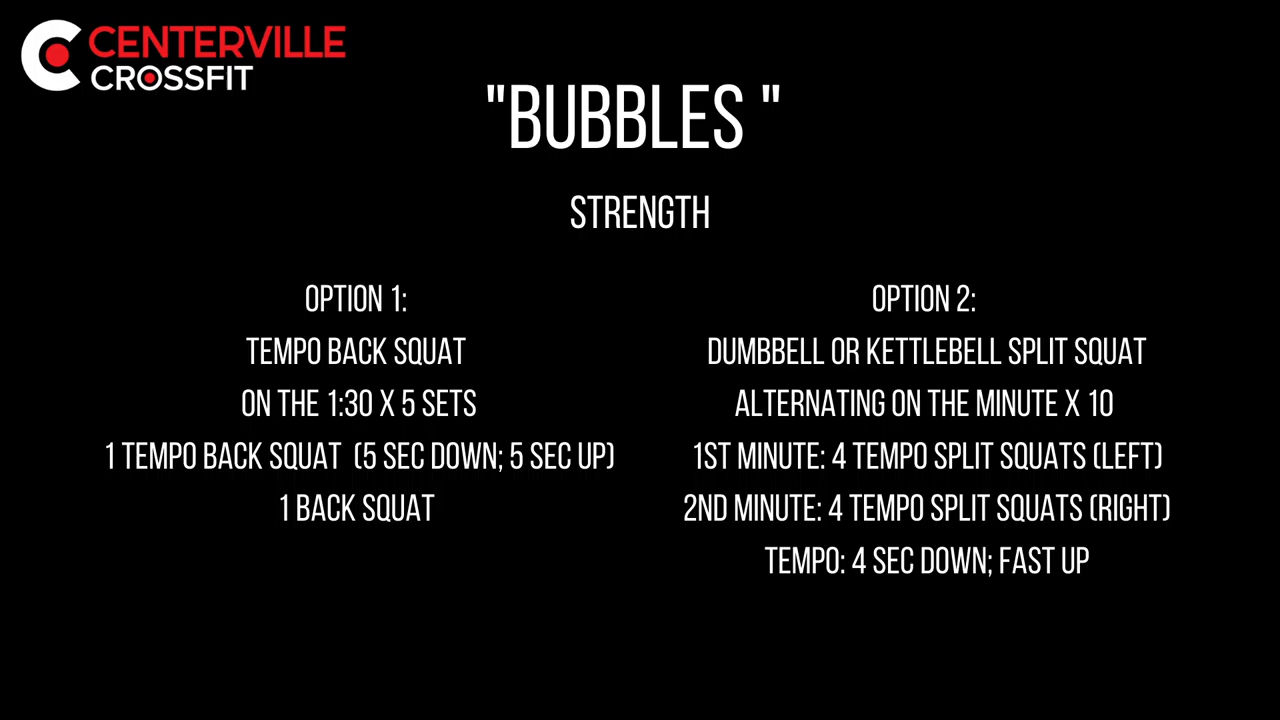 CENTERVILLE
CROSSFIT
"BUBBLES "
STRENGTH
OPTION 1:
TEMPO BACK SQUAT
ON THE 1:30 X 5 SETS
1 TEMPO BACK SQUAT (5 SEC DOWN; 5 SEC UP)
1 BACK SQUAT
OPTION 2:
DUMBBELL OR KETTLEBELL SPLIT SQUAT
ALTERNATING ON THE MINUTE X 10
1ST MINUTE: 4 TEMPO SPLIT SQUATS (LEFT)
2ND MINUTE: 4 TEMPO SPLIT SQUATS (RIGHT)
TEMPO: 4 SEC DOWN; FAST UP